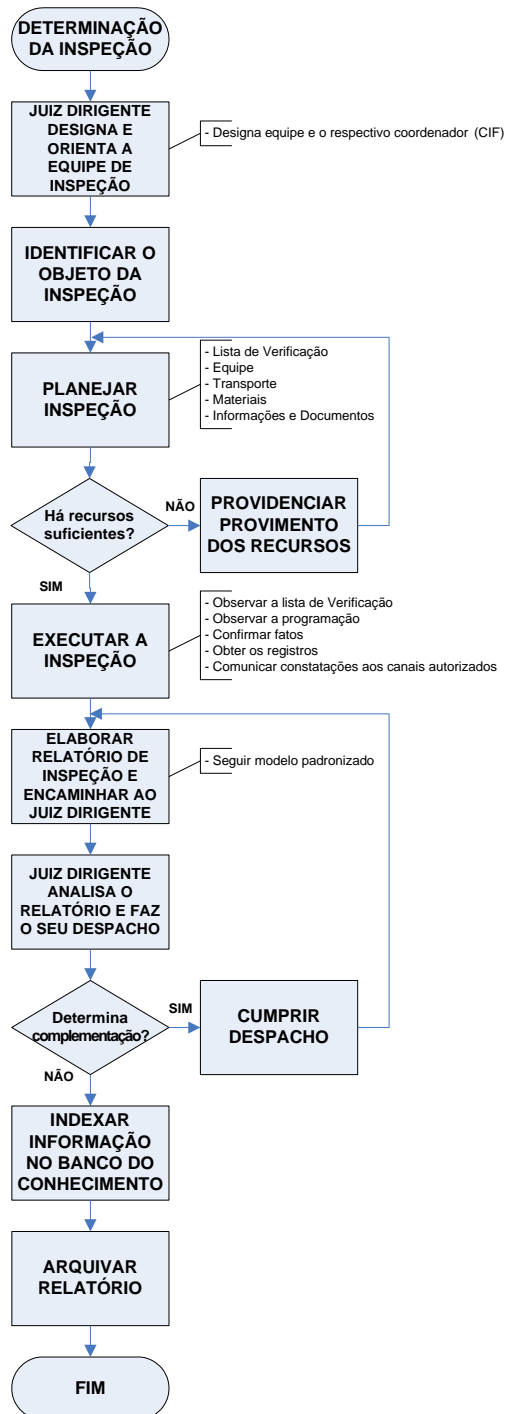 DETERMINAÇÃO
DA INSPEÇÃO
JUIZ DIRIGENTE
DESIGNA E
ORIENTA A
EQUIPE DE
INSPEÇÃO
- Designa equipe e o respectivo coordenador (CIF)
IDENTIFICAR O
OBJETO DA
INSPEÇÃO
PLANEJAR
INSPEÇÃO
- Lista de Verificação
- Equipe
- Transporte
- Materiais
- Informações e Documentos
Há recursos
suficientes?
NÃO
PROVIDENCIAR
PROVIMENTO
DOS RECURSOS
SIM
EXECUTAR A
INSPEÇÃO
- Observar a lista de Verificação
- Observar a programação
- Confirmar fatos
- Obter os registros
- Comunicar constatações aos canais autorizados
ELABORAR
RELATÓRIO DE
INSPEÇÃO E
ENCAMINHAR AO
JUIZ DIRIGENTE
- Seguir modelo padronizado
JUIZ DIRIGENTE
ANALISA O
RELATÓRIO E FAZ
O SEU DESPACHO
Determina
complementação?
SIM
CUMPRIR
DESPACHO
NÃO
INDEXAR
INFORMAÇÃO
NO BANCO DO
CONHECIMENTO
ARQUIVAR
RELATÓRIO
FIM